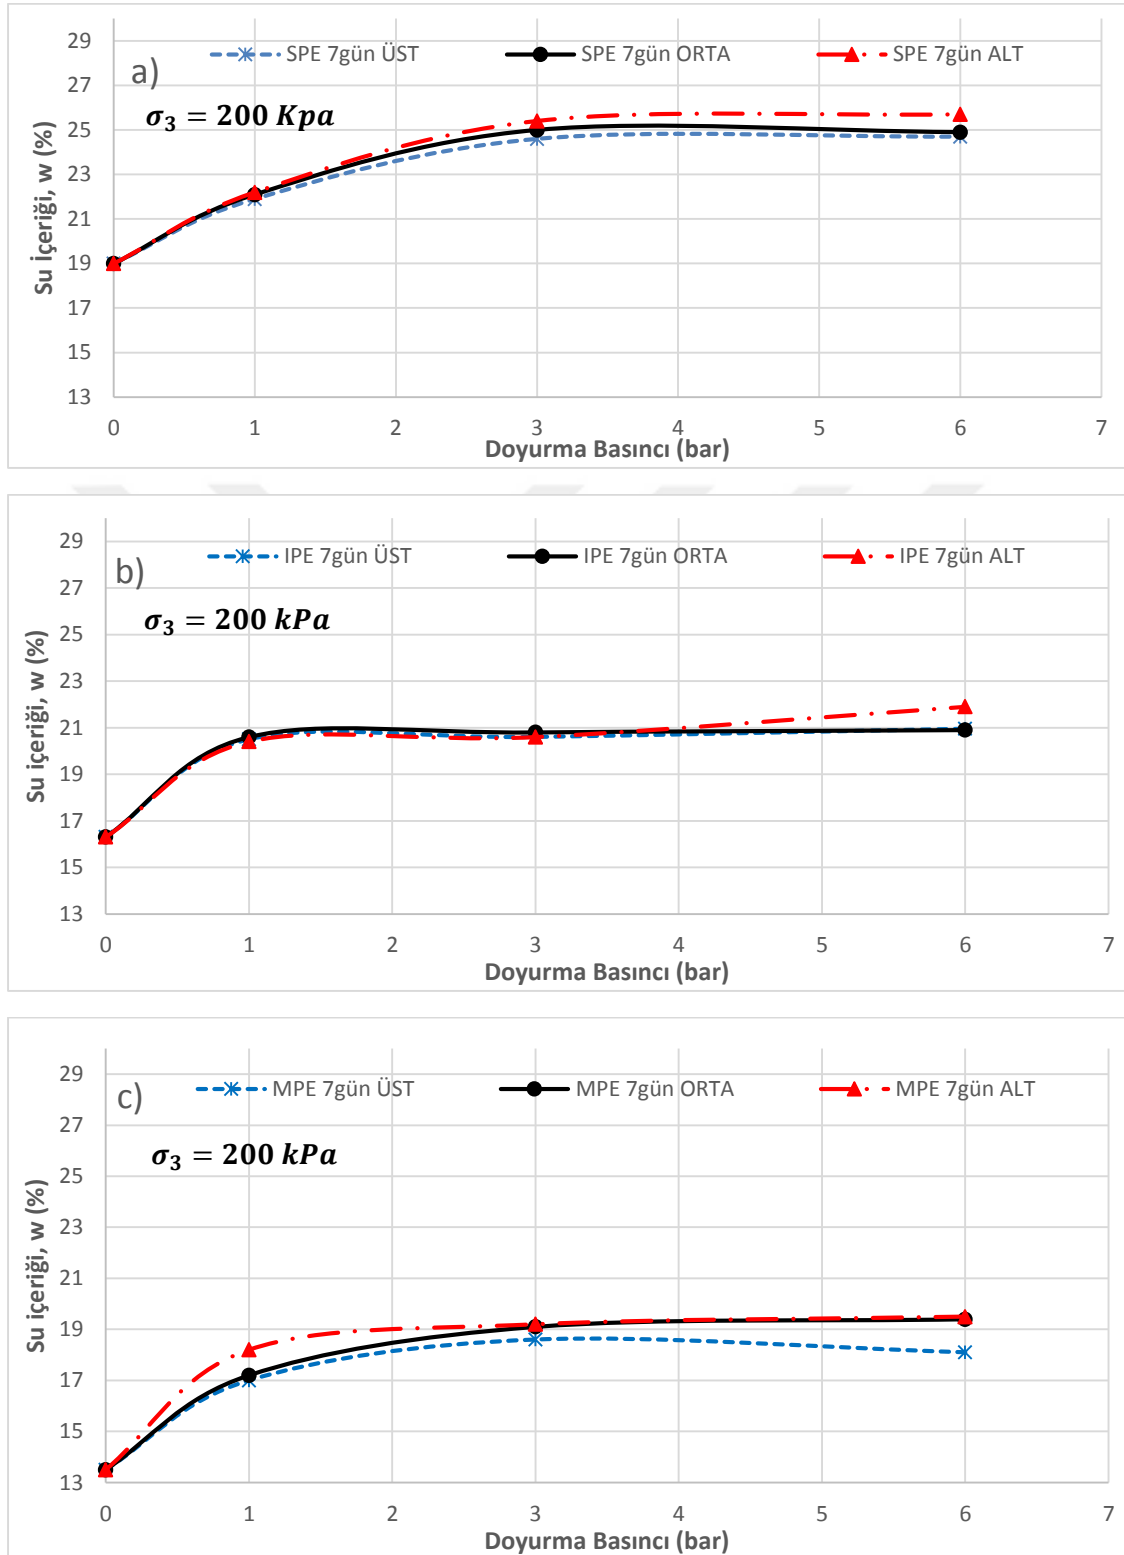 29
SPE 7gün ÜST
SPE 7gün ORTA
SPE 7gün ALT
a)
27
σ₃ = 200 Kpa
25
23
21
19
17
15
13
Su İçeriği, w (%)
0 1 2 3 4 5 6 7
Doyurma Basıncı (bar)
29
IPE 7gün ÜST
IPE 7gün ORTA
IPE 7gün ALT
b)
27
σ₃ = 200 kPa
25
23
21
19
17
15
13
Su içeriği, w (%)
0 1 2 3 4 5 6 7
Doyurma Basıncı (bar)
29
MPE 7gün ÜST
MPE 7gün ORTA
MPE 7gün ALT
c)
27
σ₃ = 200 kPa
25
23
21
19
17
15
13
Su içeriği, w (%)
0 1 2 3 4 5 6 7
Doyurma Basıncı (bar)